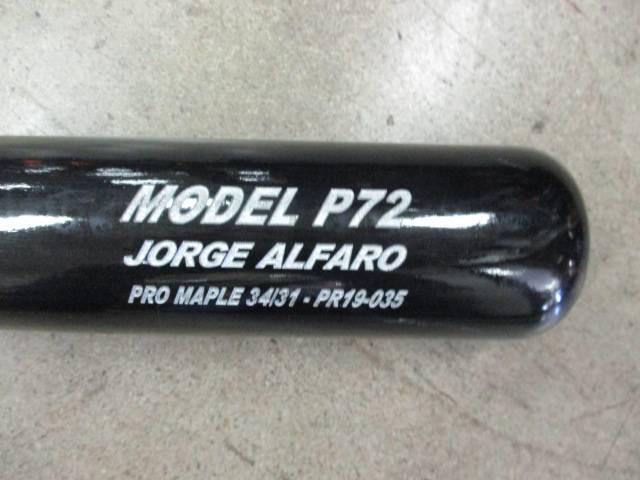 MODEL P72
JORGE ALFARO
PRO MAPLE 34/31 - PR19-035